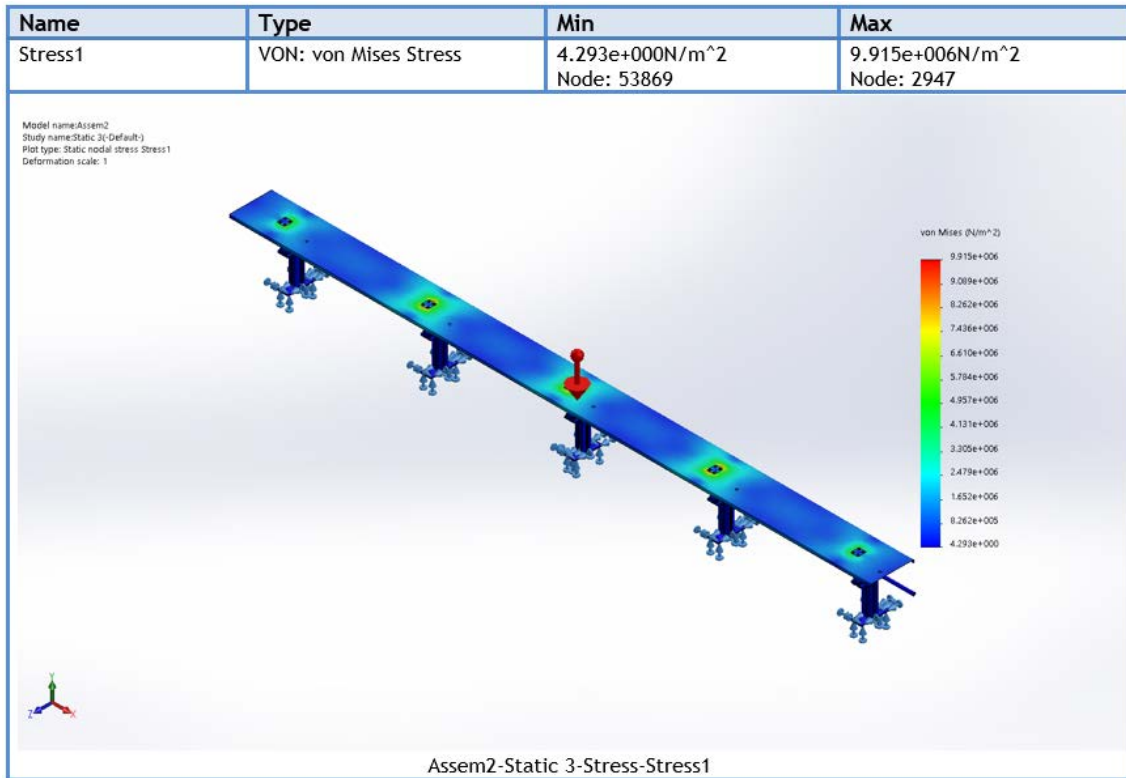 Name Type Min Max
Stress1 VON: von Mises Stress 4.293e+000N/m^2 9.915e+006N/m^2
Node: 53869 Node: 2947
Model name:Assem2
Study name:Static 3(-Default-)
Plot type: Static nodal stress Stress1
Deformation scale: 1
von Mises (N/m^2)
9.915e+006
9.089e+006
8.262e+006
7.436e+006
6.610e+006
5.784e+006
4.957e+006
4.131e+006
3.305e+006
2.479e+006
1.652e+006
8.262e+005
4.293e+000
Y
Z X
Assem2-Static 3-Stress-Stress1